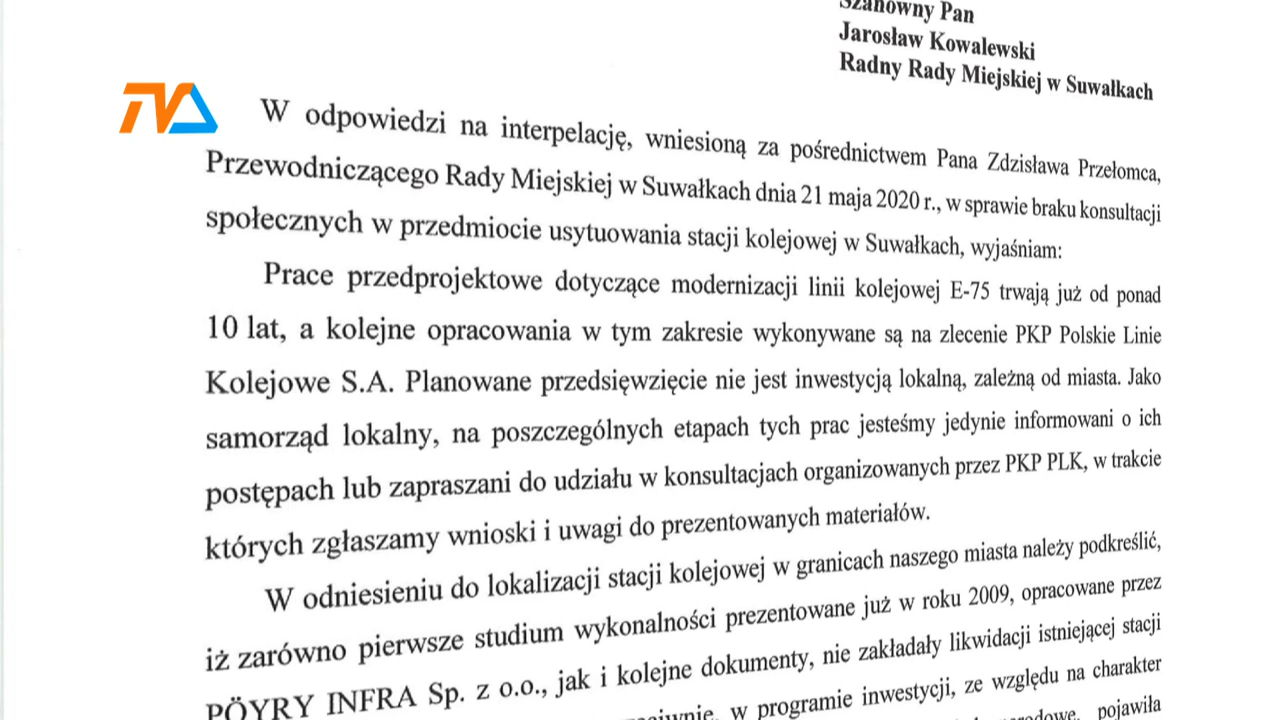 Szanowny Pan
Jarosław Kowalewski
Radny Rady Miejskiej w Suwałkach
TVA
W odpowiedzi na interpelację, wniesioną za pośrednictwem Pana Zdzisława Przełomca,
Przewodniczącego Rady Miejskiej w Suwałkach dnia 21 maja 2020 r., w sprawie braku konsultacji
społecznych w przedmiocie usytuowania stacji kolejowej w Suwałkach, wyjaśniam:
Prace przedprojektowe dotyczące modernizacji linii kolejowej E-75 trwają już od ponad
10 lat, a kolejne opracowania w tym zakresie wykonywane są na zlecenie PKP Polskie Linie
Kolejowe S.A. Planowane przedsięwzięcie nie jest inwestycją lokalną, zależną od miasta. Jako
samorząd lokalny, na poszczególnych etapach tych prac jesteśmy jedynie informowani o ich
postępach lub zapraszani do udziału w konsultacjach organizowanych przez PKP PLK, w trakcie
których zgłaszamy wnioski i uwagi do prezentowanych materiałów.
W odniesieniu do lokalizacji stacji kolejowej w granicach naszego miasta należy podkreślić,
iż zarówno pierwsze studium wykonalności prezentowane już w roku 2009, opracowane przez
PÖYRY INFRA Sp. z o.o., jak i kolejne dokumenty, nie zakładały likwidacji istniejącej stacji
w programie inwestycji, ze względu na charakter
pojawiła